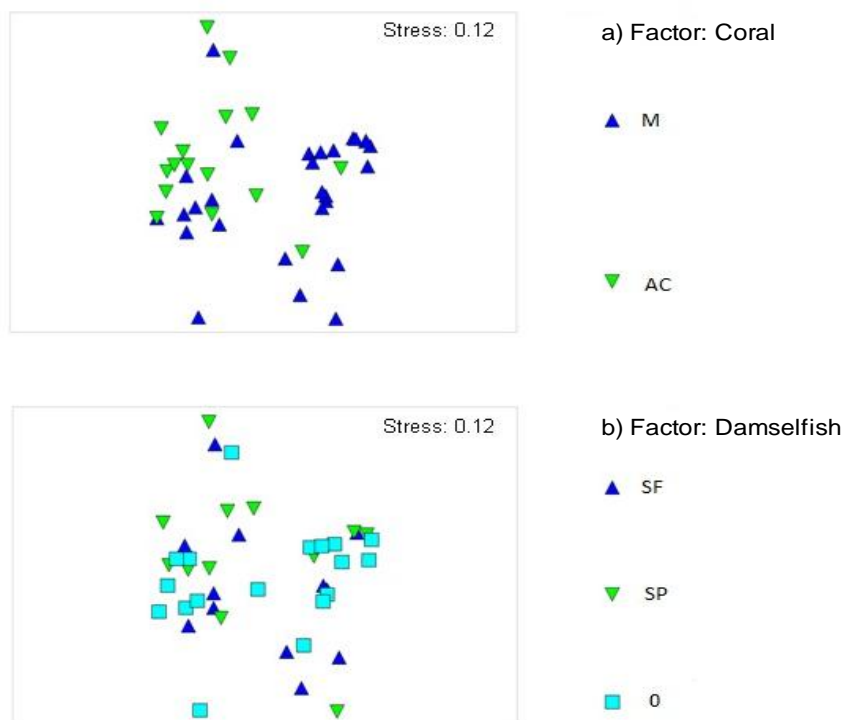 Stress: 0.12
a) Factor: Coral
M
AC
Stress: 0.12
b) Factor: Damselfish
SF
SP
0